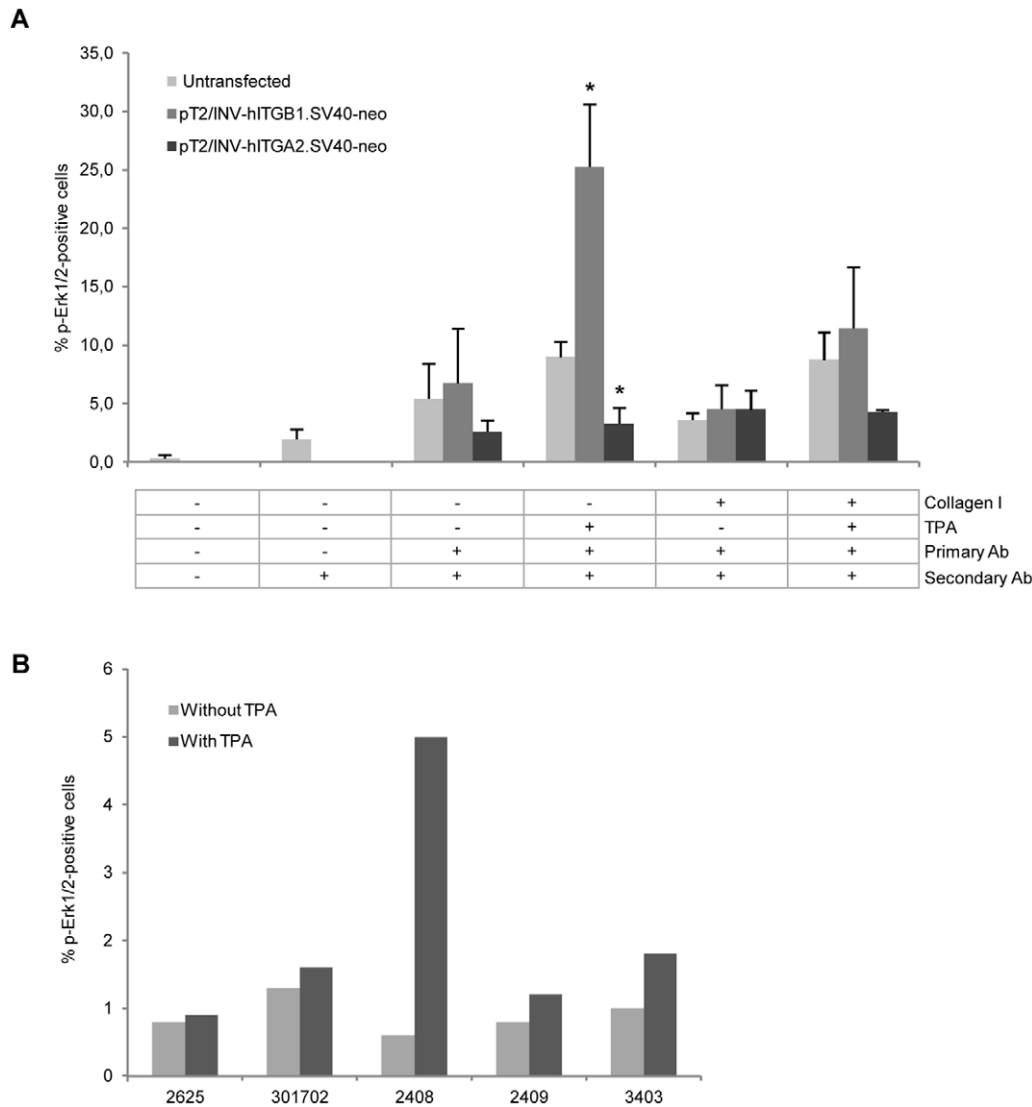 A
% p-Erk1/2-positive cells
35,0
30,0
25,0
20,0
15,0
10,0
5,0
0,0
Untransfected
pT2/INV-hITGB1.SV40-neo
pT2/INV-hITGA2.SV40-neo
*
*
- - - - + + Collagen I
- - - + - + TPA
- - + + + + Primary Ab
- + + + + + Secondary Ab
B
% p-Erk1/2-positive cells
6
5
4
3
2
1
0
Without TPA
With TPA
2625 301702 2408 2409 3403